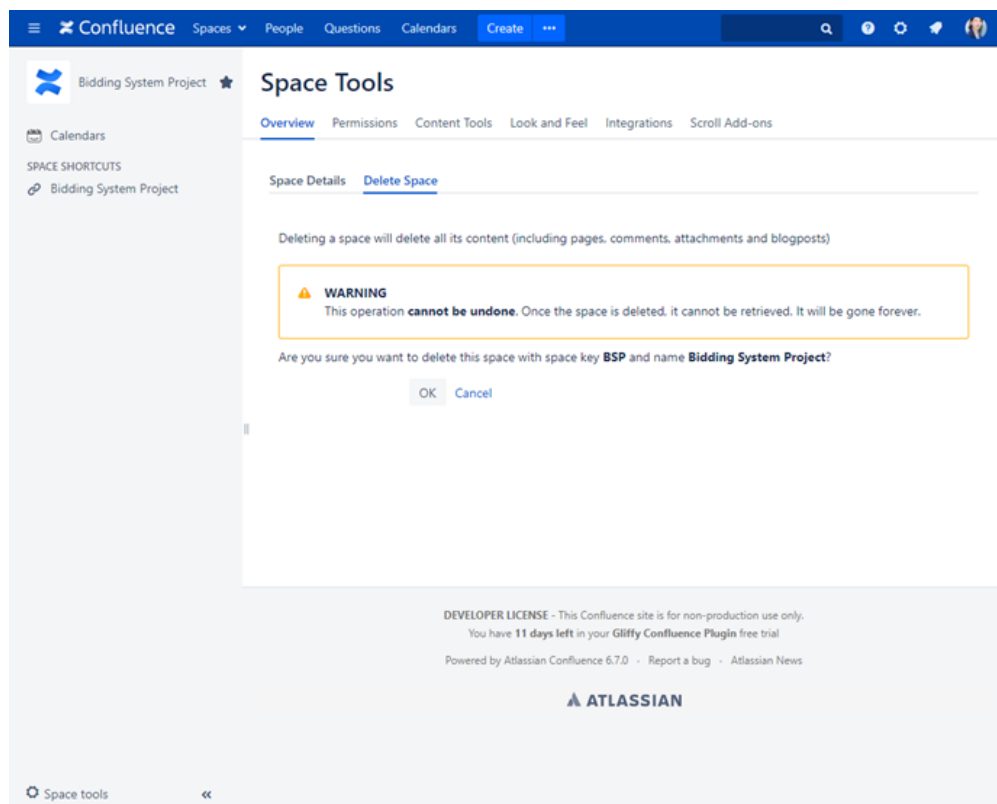 Confluence Spaces People Questions Calendars Create ···
Bidding System Project
Calendars
SPACE SHORTCUTS
Bidding System Project
Space Tools
Overview Permissions Content Tools Look and Feel Integrations Scroll Add-ons
Space Details Delete Space
Deleting a space will delete all its content (including pages, comments, attachments and blogposts)
WARNING
This operation cannot be undone. Once the space is deleted, it cannot be retrieved. It will be gone forever.
Are you sure you want to delete this space with space key BSP and name Bidding System Project?
OK Cancel
DEVELOPER LICENSE - This Confluence site is for non-production use only.
You have 11 days left in your Gliffy Confluence Plugin free trial
Powered by Atlassian Confluence 6.7.0 · Report a bug · Atlassian News
ATLASSIAN
Space tools «